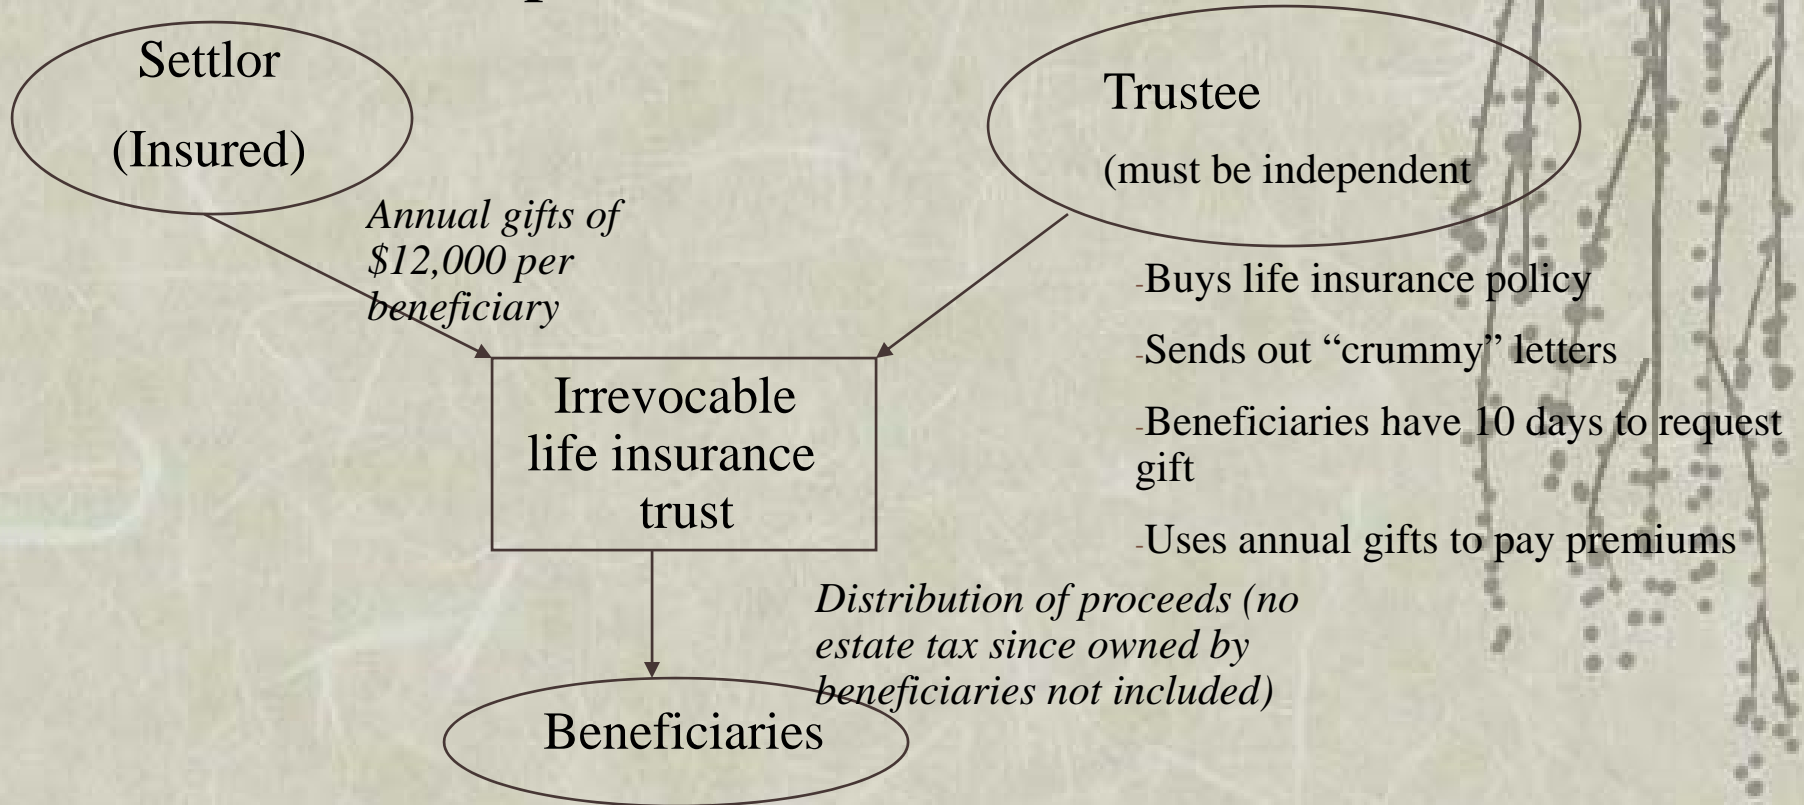 Settlor
(Insured)
Trustee
(must be independent
Annual gifts of
$12,000 per
beneficiary
-Buys life insurance policy
-Sends out “crummy” letters
-Beneficiaries have 10 days to request
gift
-Uses annual gifts to pay premiums
Irrevocable
life insurance
trust
Distribution of proceeds (no
estate tax since owned by
beneficiaries not included)
Beneficiaries